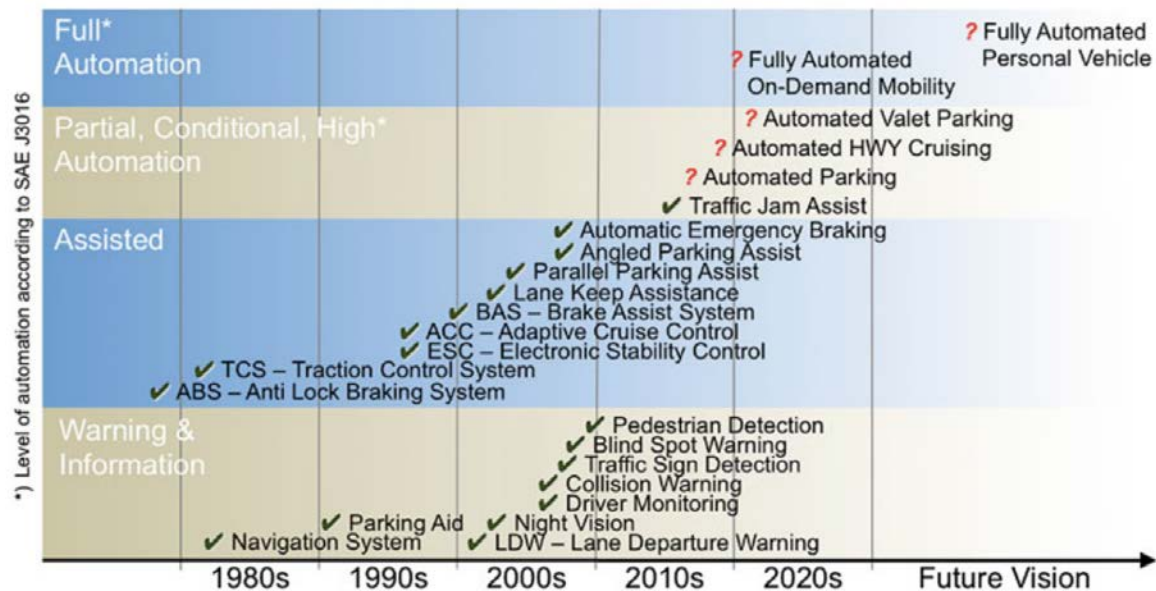 *) Level of automation according to SAE J3016
Full*
Automation
? Fully Automated
Personal Vehicle
? Fully Automated
On-Demand Mobility
Partial, Conditional, High*
Automation
? Automated Valet Parking
? Automated HWY Cruising
? Automated Parking
✔ Traffic Jam Assist
Assisted
✔ Automatic Emergency Braking
✔ Angled Parking Assist
✔ Parallel Parking Assist
✔ Lane Keep Assistance
✔ BAS – Brake Assist System
✔ ACC – Adaptive Cruise Control
✔ ESC – Electronic Stability Control
✔ TCS – Traction Control System
✔ ABS – Anti Lock Braking System
Warning &
Information
✔ Pedestrian Detection
✔ Blind Spot Warning
✔ Traffic Sign Detection
✔ Collision Warning
✔ Driver Monitoring
✔ Parking Aid ✔ Night Vision
✔ Navigation System ✔ LDW – Lane Departure Warning
1980s 1990s 2000s 2010s 2020s Future Vision